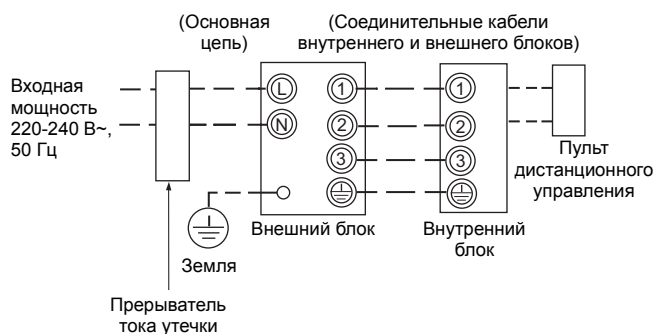 (Основная
цепь)
(Соединительные кабели
внутреннего и внешнего блоков)
Входная
мощность
220-240 В~,
50 Гц
L
N
1
2
3
1
2
3
Пульт
дистанционного
управления
Внешний блок
Внутренний
блок
Земля
Прерыватель
тока утечки